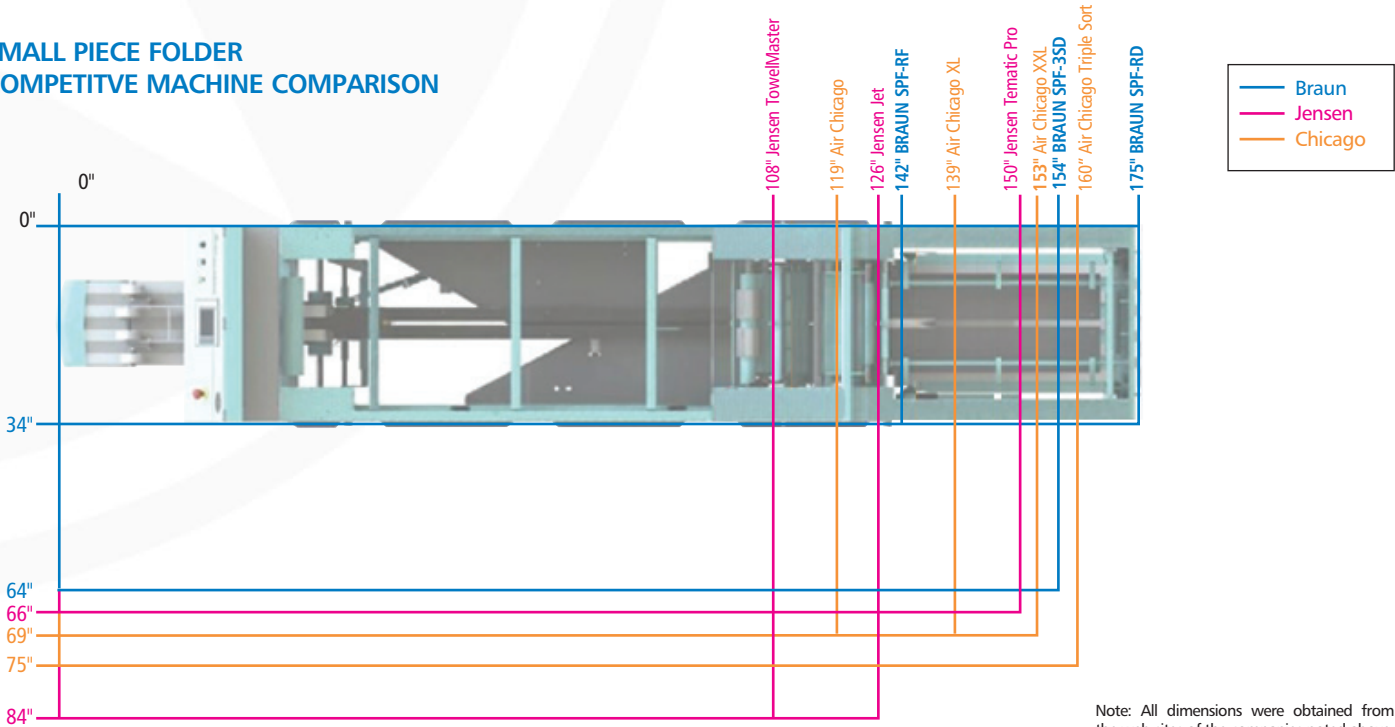 MALL PIECE FOLDER
OMPETITVE MACHINE COMPARISON
108" Jensen TowelMaster
119" Air Chicago
126" Jensen Jet
142" BRAUN SPF-RF
139" Air Chicago XL
150" Jensen Tematic Pro
153" Air Chicago XXL
154" BRAUN SPF-3SD
160" Air Chicago Triple Sort
175" BRAUN SPF-RD
Braun
Jensen
Chicago
0"
0"
34"
64"
66"
69"
75"
84"
Note: All dimensions were obtained from